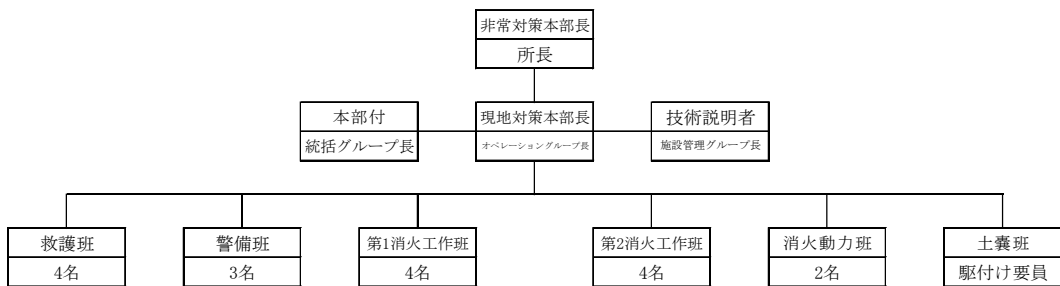 非常対策本部長
所長
本部付
統括グループ長
現地対策本部長
オペレーショングループ長
技術説明者
施設管理グループ長
救護班
4名
警備班
3名
第1消火工作班
4名
第2消火工作班
4名
消火動力班
2名
土嚢班
駆付け要員